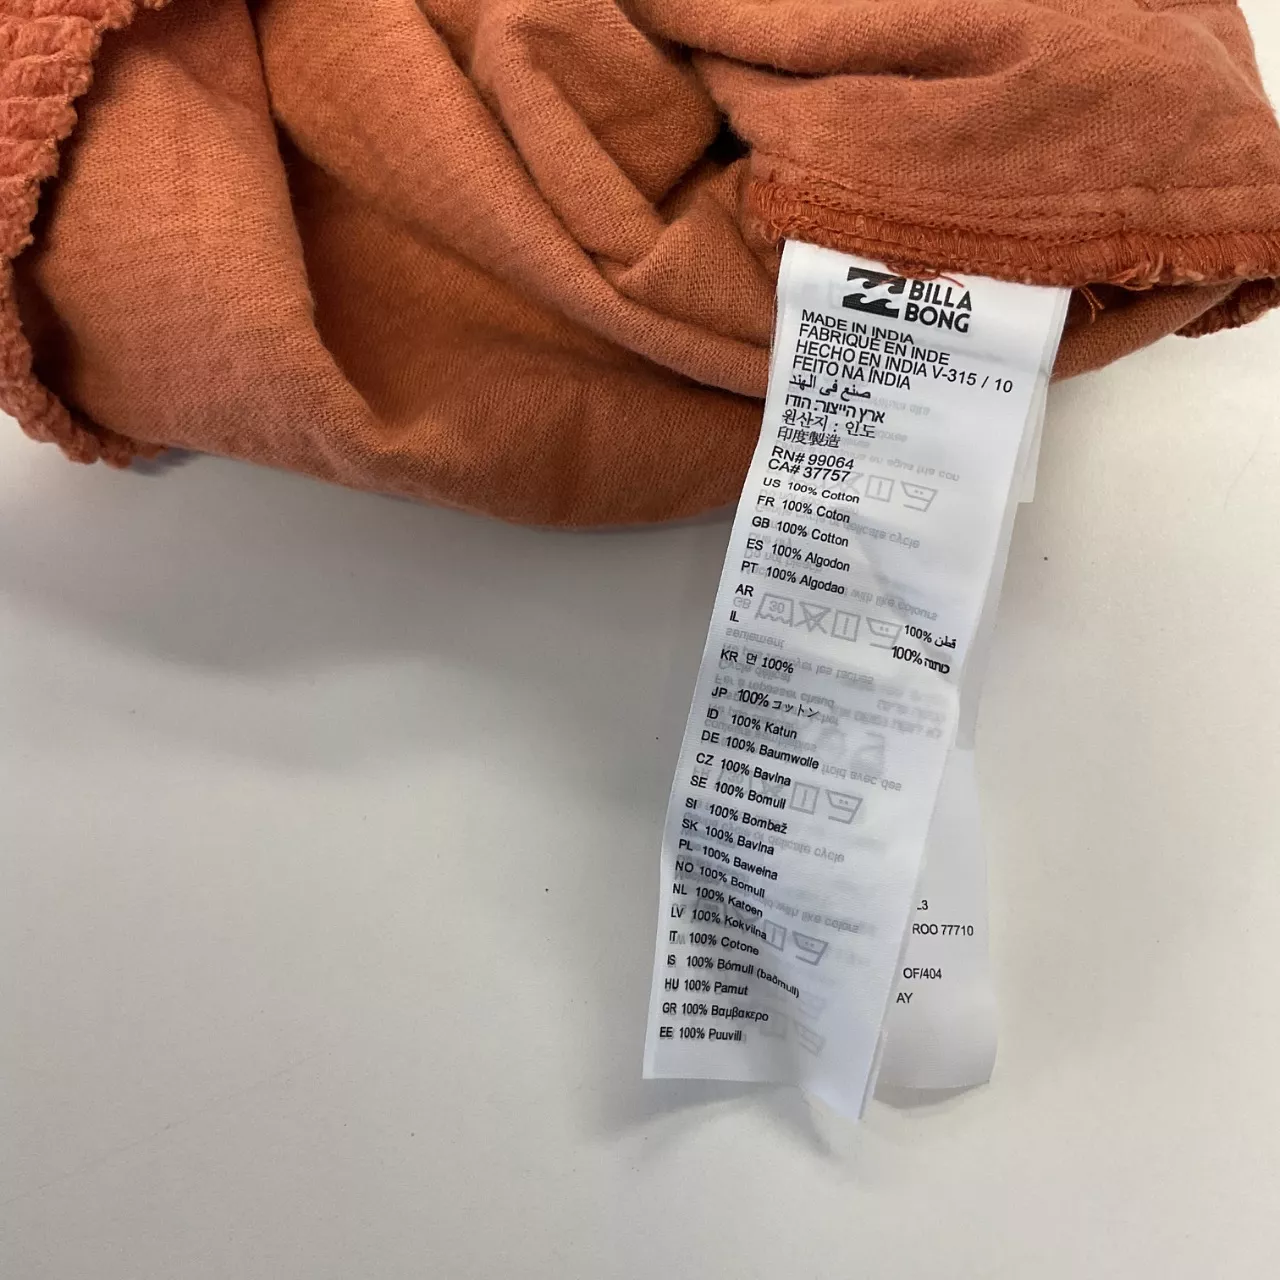 BILLA
BONG
MADE IN INDIA
FABRIQUÉ EN INDE
HECHO EN INDIA V-315 / 10
FEITO NA ÍNDIA
صنع في الهند
ארץ הייצור: הודו
원산지 : 인도
印度製造
RN# 99064
CA# 37757
US 100% Cotton
FR 100% Coton
GB 100% Cotton
ES 100% Algodon
PT 100% Algodao
AR 100% قطن
IL 100% כותנה
KR 면 100%
JP 100% コットン
ID 100% Katun
DE 100% Baumwolle
CZ 100% Bavlna
SE 100% Bomull
SI 100% Bombaž
SK 100% Bavlna
PL 100% Bawełna
NO 100% Bomull
NL 100% Katoen
LV 100% Kokvilna
IT 100% Cotone
IS 100% Bómull (baðmull)
HU 100% Pamut
GR 100% Βαμβακερο
EE 100% Puuvill
L3
ROO 77710
OF/404
AY